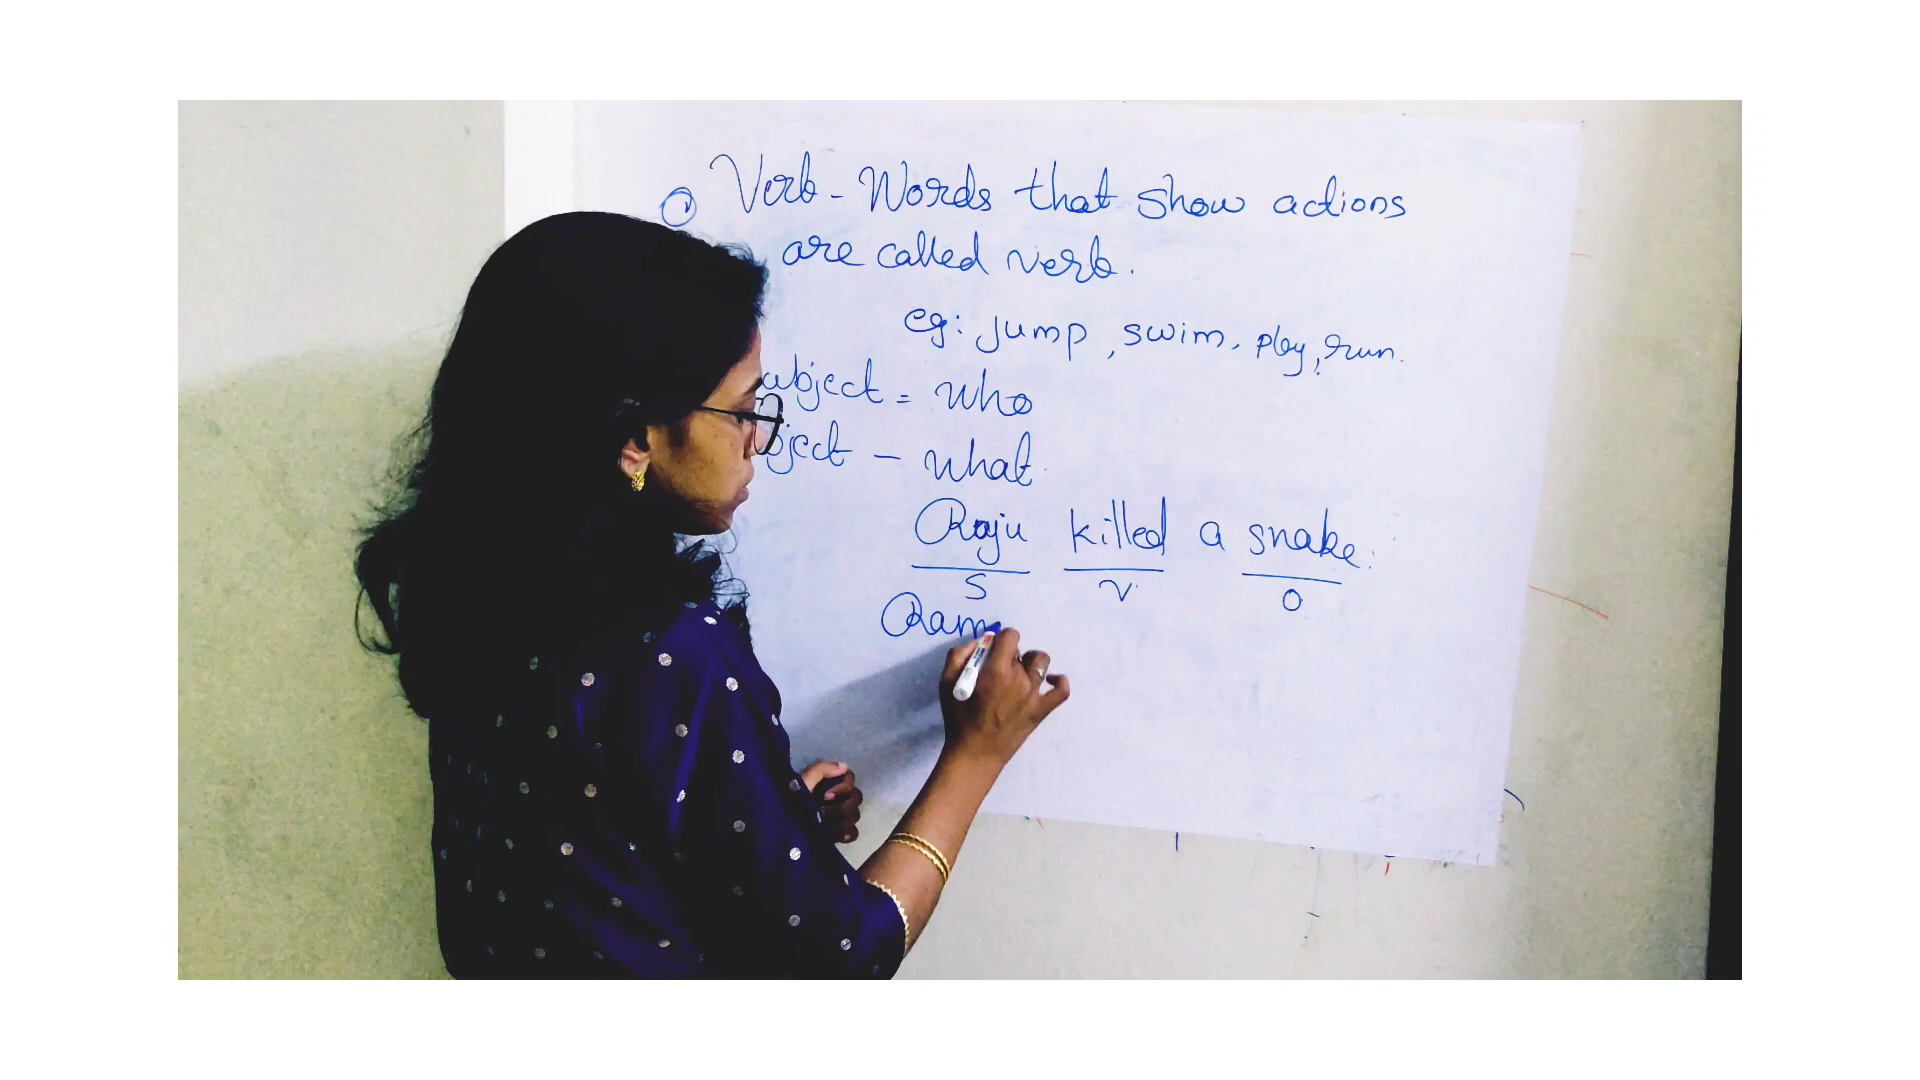 Verb - Words that show actions
are called verb.
eg: jump, swim, play, run.
ubject = who
bject - what
Raju killed a snake.
S V O
Ram